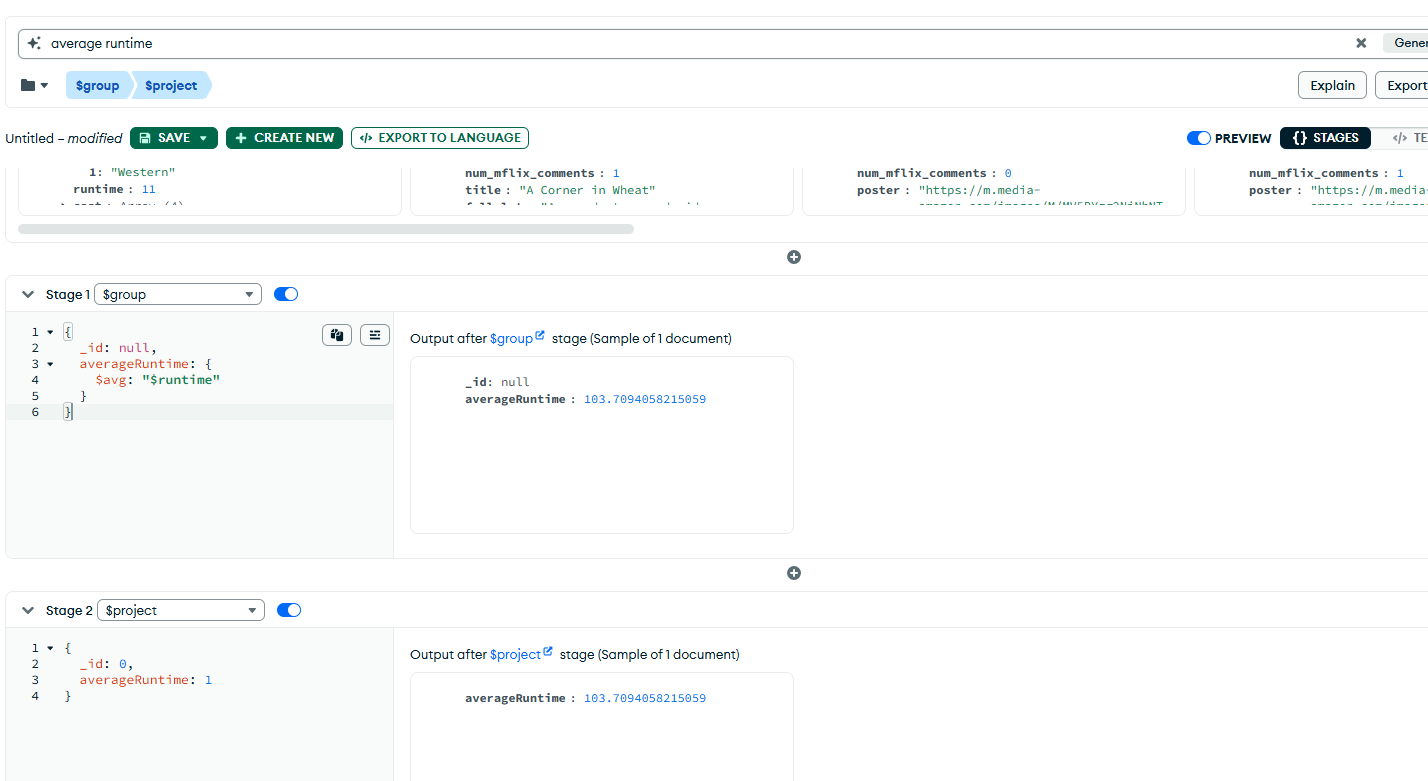 average runtime
Gener
$group $project
Explain Export
Untitled – modified SAVE CREATE NEW </> EXPORT TO LANGUAGE
PREVIEW {} STAGES </> TE
1: "Western"
runtime : 11
num_mflix_comments : 1
title : "A Corner in Wheat"
num_mflix_comments : 0
poster : "https://m.media-
num_mflix_comments : 1
poster : "https://m.media-
Stage 1 $group
1 {
2 _id: null,
3 averageRuntime: {
4 $avg: "$runtime"
5 }
6 }
Output after $group stage (Sample of 1 document)
_id: null
averageRuntime : 103.7094058215059
Stage 2 $project
1 {
2 _id: 0,
3 averageRuntime: 1
4 }
Output after $project stage (Sample of 1 document)
averageRuntime : 103.7094058215059